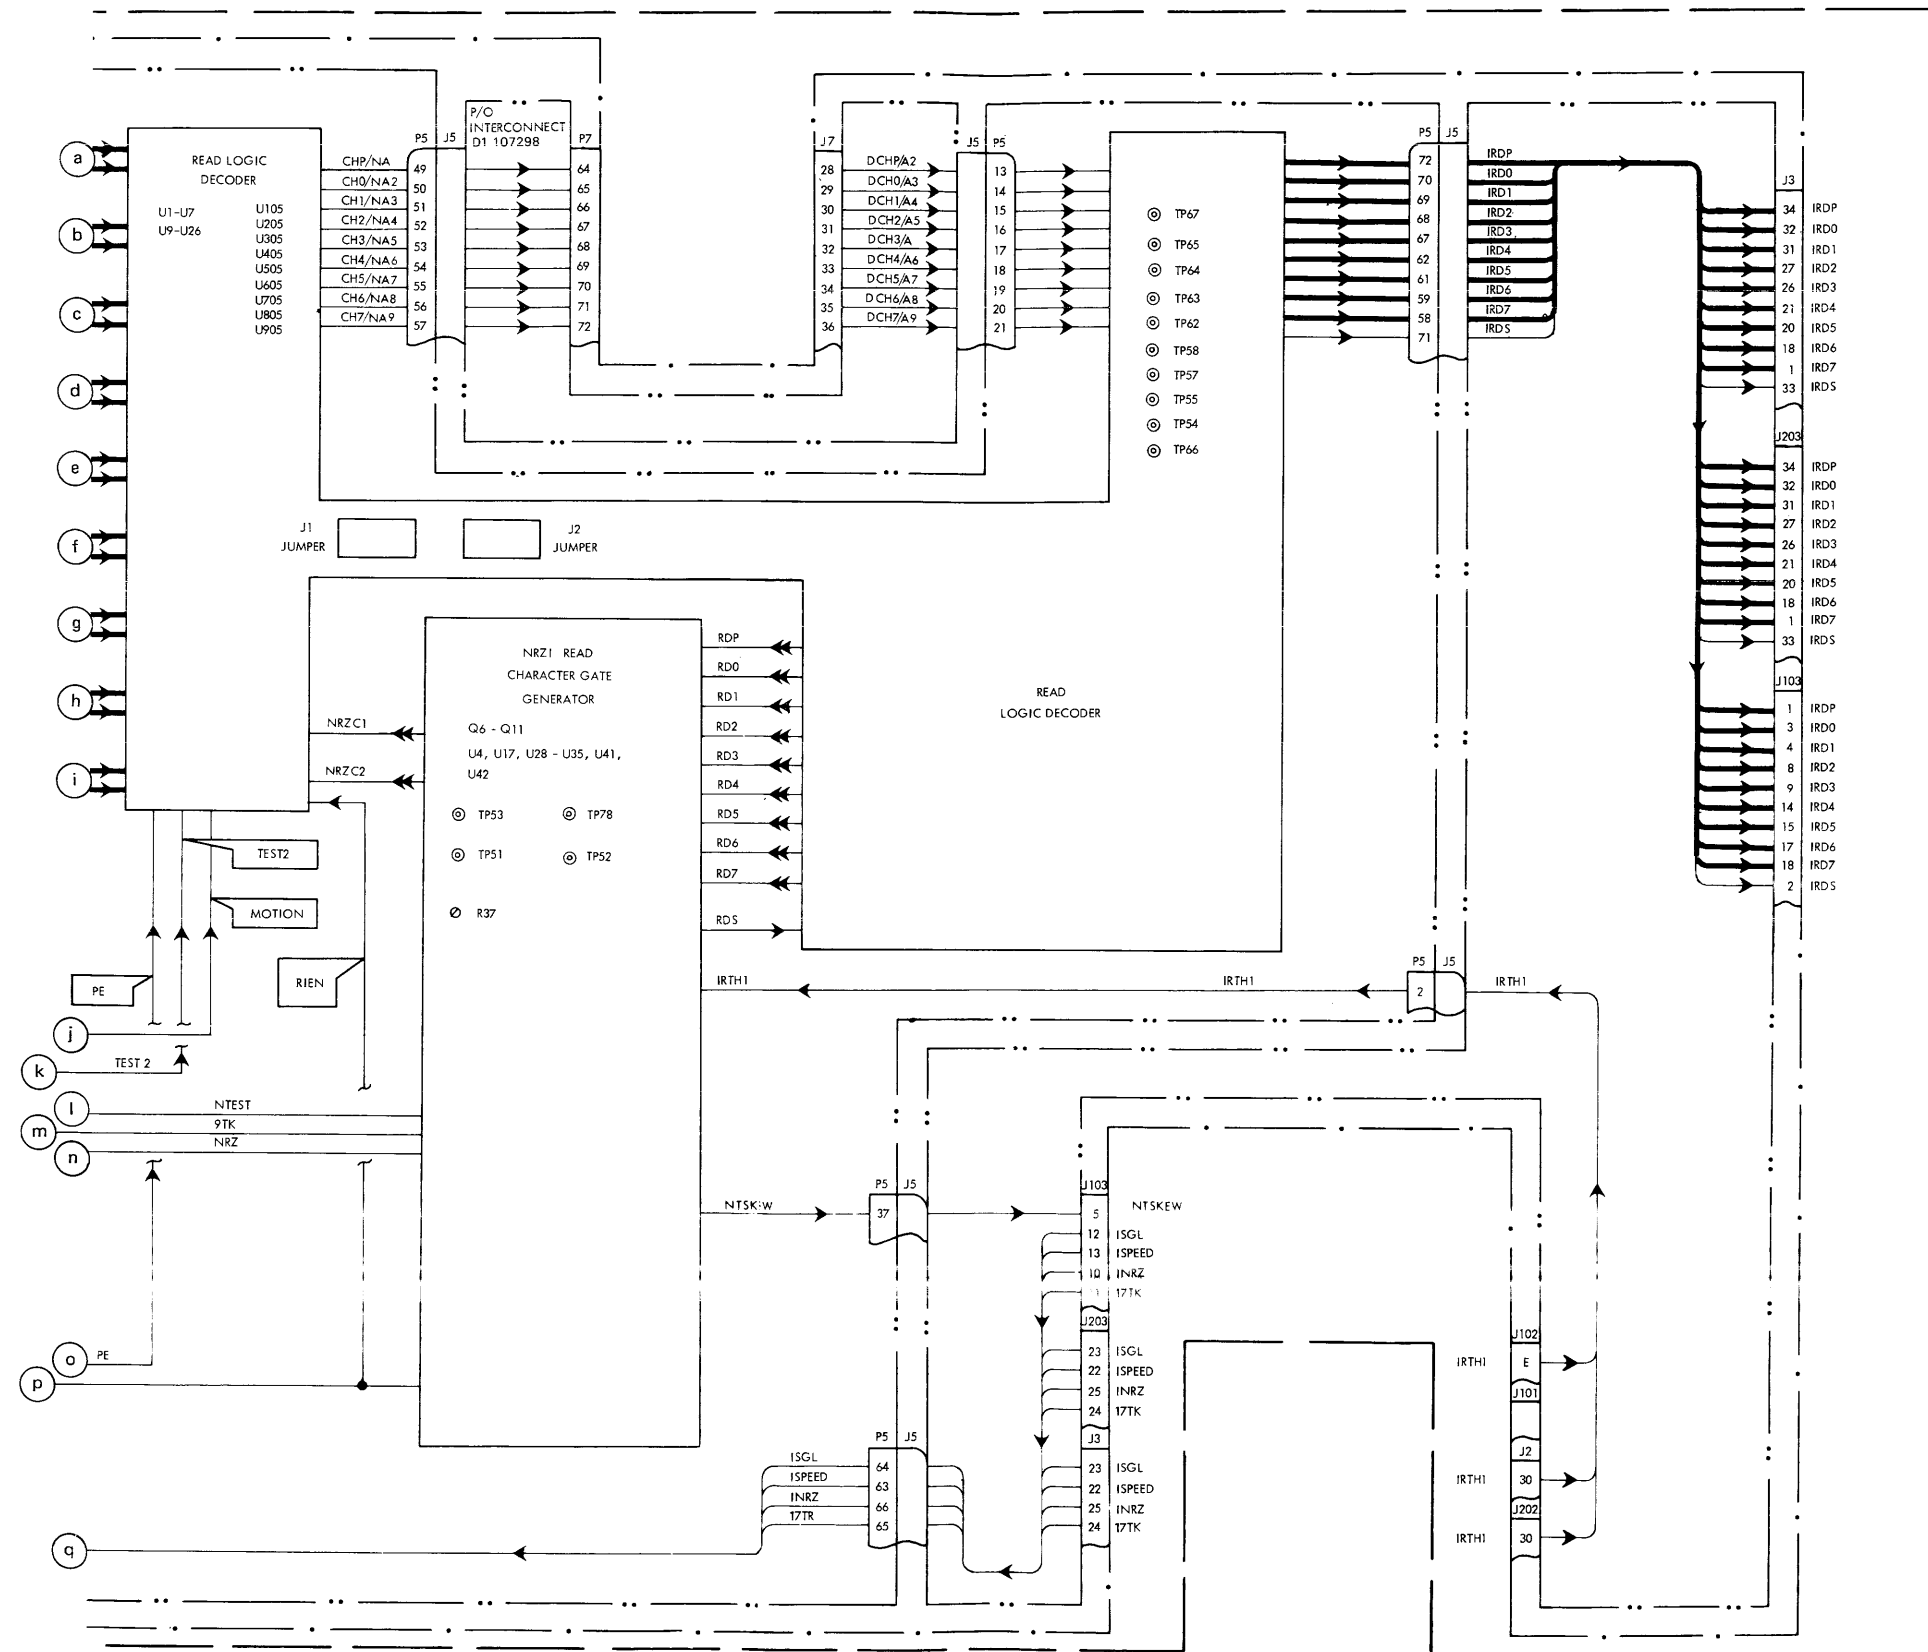 P/O
INTERCONNECT
D1 107298
P5 J5
P7
J7
J5 P5
P5 J5
a
b
c
d
e
f
g
h
i
READ LOGIC
DECODER
U1-U7
U9-U26
U105
U205
U305
U405
U505
U605
U705
U805
U905
CHP/NA 49 64
CH0/NA2 50 65
CH1/NA3 51 66
CH2/NA4 52 67
CH3/NA5 53 68
CH4/NA6 54 69
CH5/NA7 55 70
CH6/NA8 56 71
CH7/NA9 57 72
28 DCHP/A2 13
29 DCH0/A3 14
30 DCH1/A4 15
31 DCH2/A5 16
32 DCH3/A 17
33 DCH4/A6 18
34 DCH5/A7 19
35 DCH6/A8 20
36 DCH7/A9 21
TP67
TP65
TP64
TP63
TP62
TP58
TP57
TP55
TP54
TP66
72 IRDP
70 IRD0
69 IRD1
68 IRD2
67 IRD3
62 IRD4
61 IRD5
59 IRD6
58 IRD7
71 IRDS
J3
34 IRDP
32 IRD0
31 IRD1
27 IRD2
26 IRD3
21 IRD4
20 IRD5
18 IRD6
1 IRD7
33 IRDS
J203
34 IRDP
32 IRD0
31 IRD1
27 IRD2
26 IRD3
21 IRD4
20 IRD5
18 IRD6
1 IRD7
33 IRDS
J103
1 IRDP
3 IRD0
4 IRD1
8 IRD2
9 IRD3
14 IRD4
15 IRD5
17 IRD6
18 IRD7
2 IRDS
J1
JUMPER
J2
JUMPER
NRZI READ
CHARACTER GATE
GENERATOR
Q6 - Q11
U4, U17, U28 - U35, U41,
U42
TP53 TP78
TP51 TP52
R37
NRZC1
NRZC2
RDP
RD0
RD1
RD2
RD3
RD4
RD5
RD6
RD7
RDS
READ
LOGIC DECODER
TEST2
MOTION
PE
RIEN
IRTH1 IRTH1
P5 J5
2
IRTH1
j
k TEST 2
l NTEST
m 9TK
n NRZ
NTSKEW
P5 J5
37
J103
5 NTSKEW
12 ISGL
13 ISPEED
10 INRZ
17TK
J203
23 ISGL
22 ISPEED
25 INRZ
24 17TK
J3
23 ISGL
22 ISPEED
25 INRZ
24 17TK
o PE
p
P5 J5
ISGL 64
ISPEED 63
INRZ 66
17TR 65
q
J102
IRTH1 E
J101
J2
IRTH1 30
J202
IRTH1 30